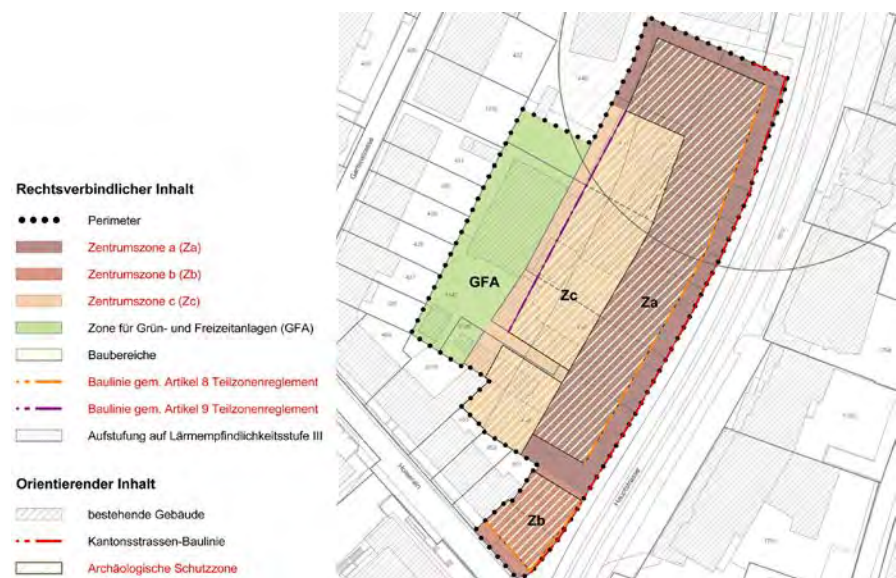 Rechtsverbindlicher Inhalt
Perimeter
Zentrumszone a (Za)
Zentrumszone b (Zb)
Zentrumszone c (Zc)
Zone für Grün- und Freizeitanlagen (GFA)
Baubereiche
Baulinie gem. Artikel 8 Teilzonenreglement
Baulinie gem. Artikel 9 Teilzonenreglement
Aufstufung auf Lärmempfindlichkeitsstufe III
Orientierender Inhalt
bestehende Gebäude
Kantonsstrassen-Baulinie
Archäologische Schutzzone
GFA
Zc
Za
Zb
Gartenstrasse
Hauptstrasse